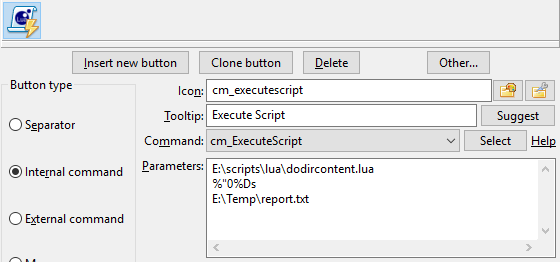 Insert new button Clone button Delete Other...
Button type
Icon: cm_executescript
Tooltip: Execute Script Suggest
Separator
Command: cm_ExecuteScript Select Help
Internal command
Parameters: E:\scripts\lua\dodircontent.lua
%"0%Ds
E:\Temp\report.txt
External command